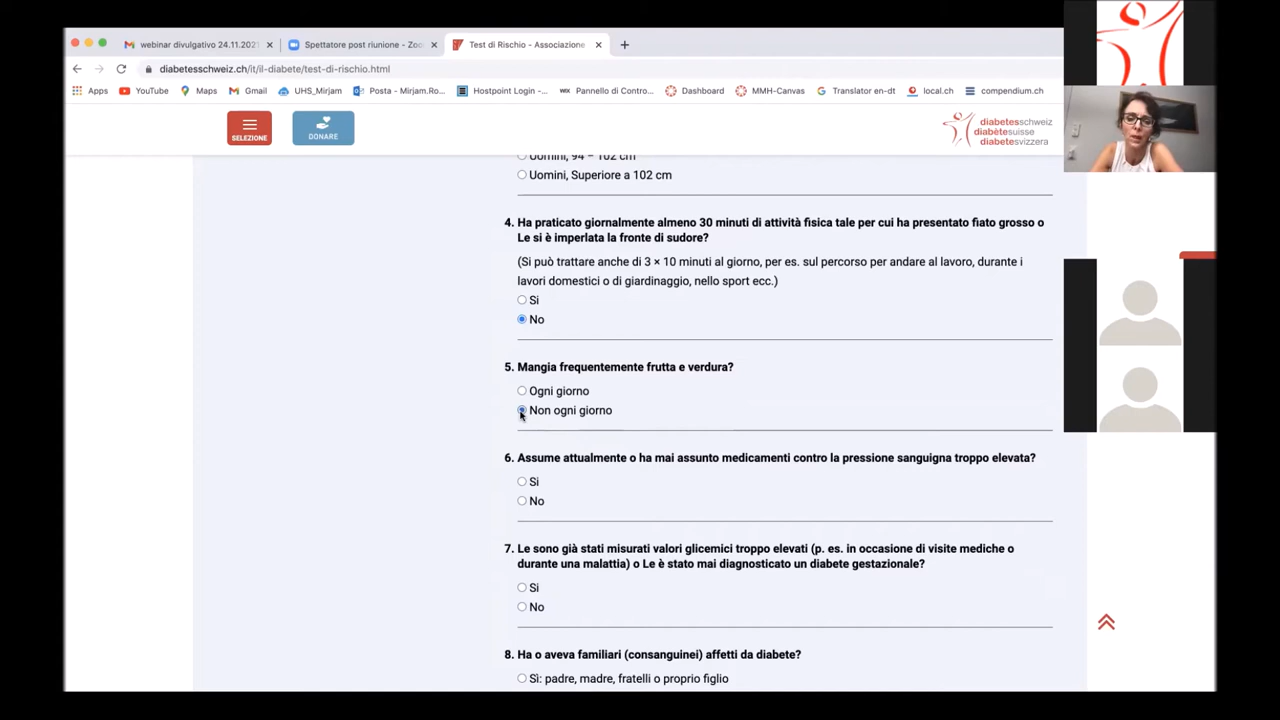 webinar divulgativo 24.11.2021
Spettatore post riunione - Zoo
Test di Rischio - Associazione
diabetesschweiz.ch/it/il-diabete/test-di-rischio.html
Apps YouTube Maps Gmail UHS_Mirjam Posta - Mirjam.Ro... Hostpoint Login -... WIX Pannello di Contro... Dashboard MMH-Canvas Translator en-dt local.ch compendium.ch
SELEZIONE
DONARE
diabetesschweiz
diabètesuisse
diabetesvizzera
Uomini, 94 – 102 cm
Uomini, Superiore a 102 cm
4. Ha praticato giornalmente almeno 30 minuti di attività fisica tale per cui ha presentato fiato grosso o
Le si è imperlata la fronte di sudore?
(Si può trattare anche di 3 × 10 minuti al giorno, per es. sul percorso per andare al lavoro, durante i
lavori domestici o di giardinaggio, nello sport ecc.)
Si
No
5. Mangia frequentemente frutta e verdura?
Ogni giorno
Non ogni giorno
6. Assume attualmente o ha mai assunto medicamenti contro la pressione sanguigna troppo elevata?
Si
No
7. Le sono già stati misurati valori glicemici troppo elevati (p. es. in occasione di visite mediche o
durante una malattia) o Le è stato mai diagnosticato un diabete gestazionale?
Si
No
8. Ha o aveva familiari (consanguinei) affetti da diabete?
Sì: padre, madre, fratelli o proprio figlio